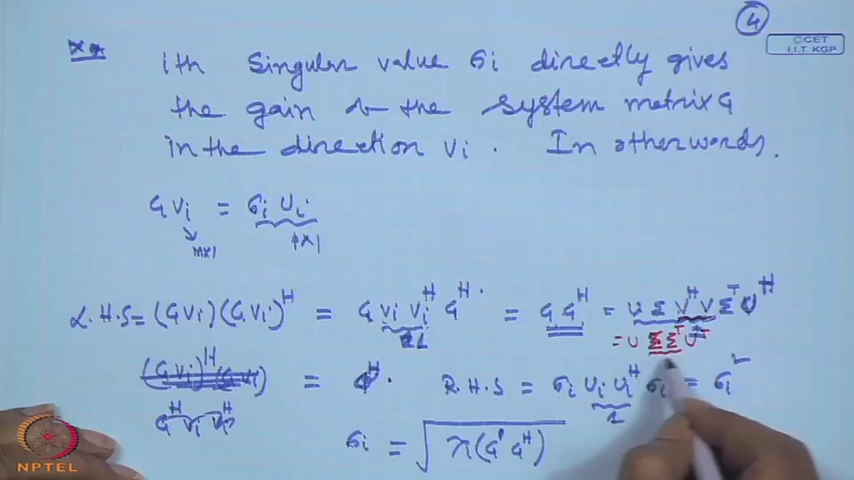 4
©CET
I.I.T. KGP
ith Singular value σi directly gives
the gain of the system matrix G
in the direction Vi. In otherwords.
G Vi = σi Ui.
m×1 p×1
L.H.S = (G Vi)(G Vi)^H = G Vi Vi^H G^H. = G G^H = U Σ V^H V Σ^T U^H
= U Σ Σ^T U^H
R.H.S = σi Ui Ui^H σi = σi^2
G^H Vi Vi^H
1
σi = √λ(G G^H)
NPTEL